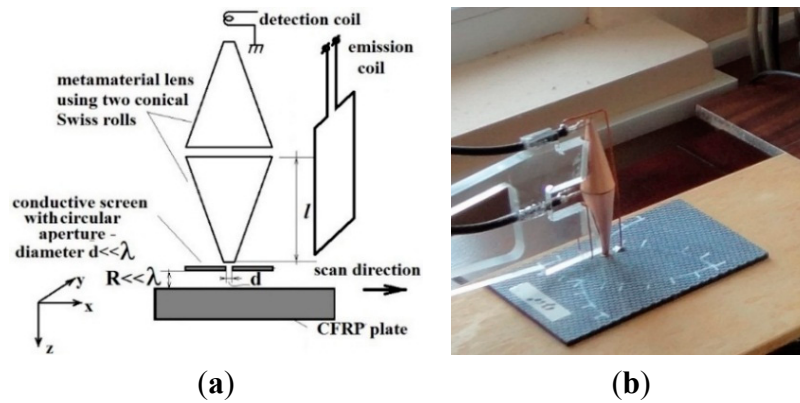 detection coil
emission
coil
metamaterial lens
using two conical
Swiss rolls
l
conductive screen
with circular
aperture -
diameter d<<λ
R<<λ
d
scan direction
y
x
z
CFRP plate
(a)
(b)